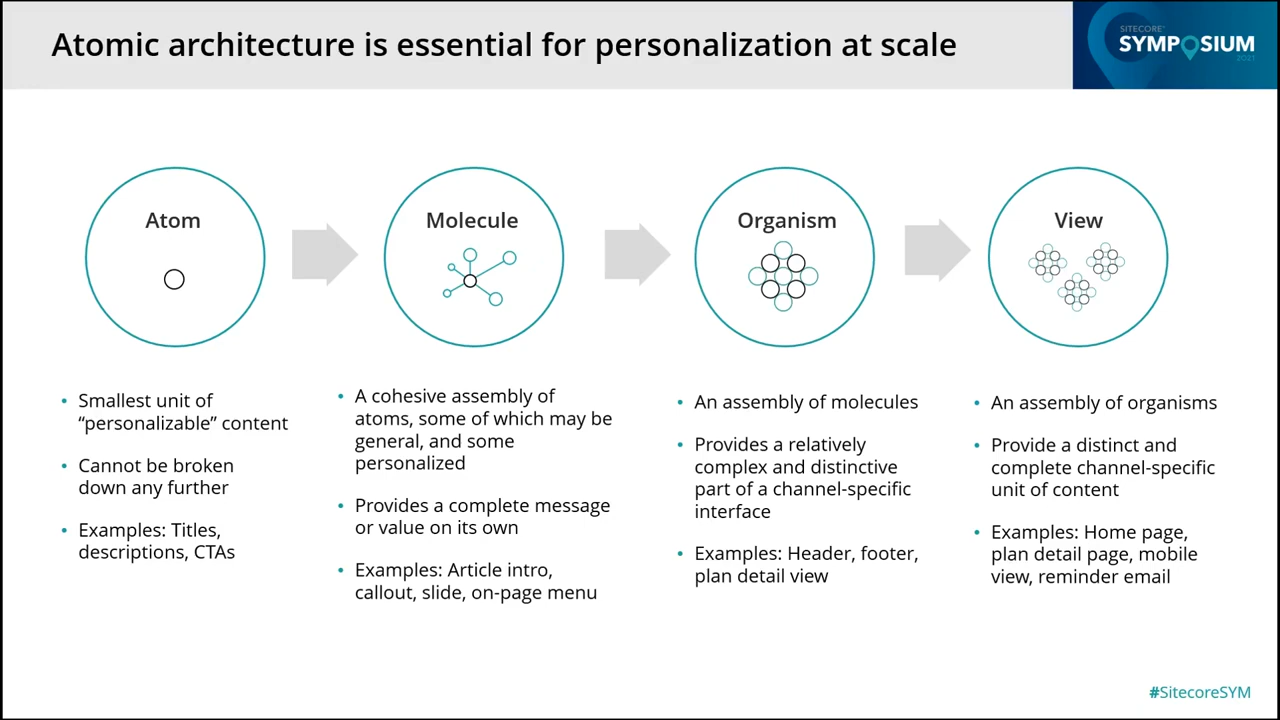 Atomic architecture is essential for personalization at scale
SITECORE
SYMPOSIUM
2021
Atom
Molecule
Organism
View
• Smallest unit of
“personalizable” content
• Cannot be broken
down any further
• Examples: Titles,
descriptions, CTAs
• A cohesive assembly of
atoms, some of which may be
general, and some
personalized
• Provides a complete message
or value on its own
• Examples: Article intro,
callout, slide, on-page menu
• An assembly of molecules
• Provides a relatively
complex and distinctive
part of a channel-specific
interface
• Examples: Header, footer,
plan detail view
• An assembly of organisms
• Provide a distinct and
complete channel-specific
unit of content
• Examples: Home page,
plan detail page, mobile
view, reminder email
#SitecoreSYM